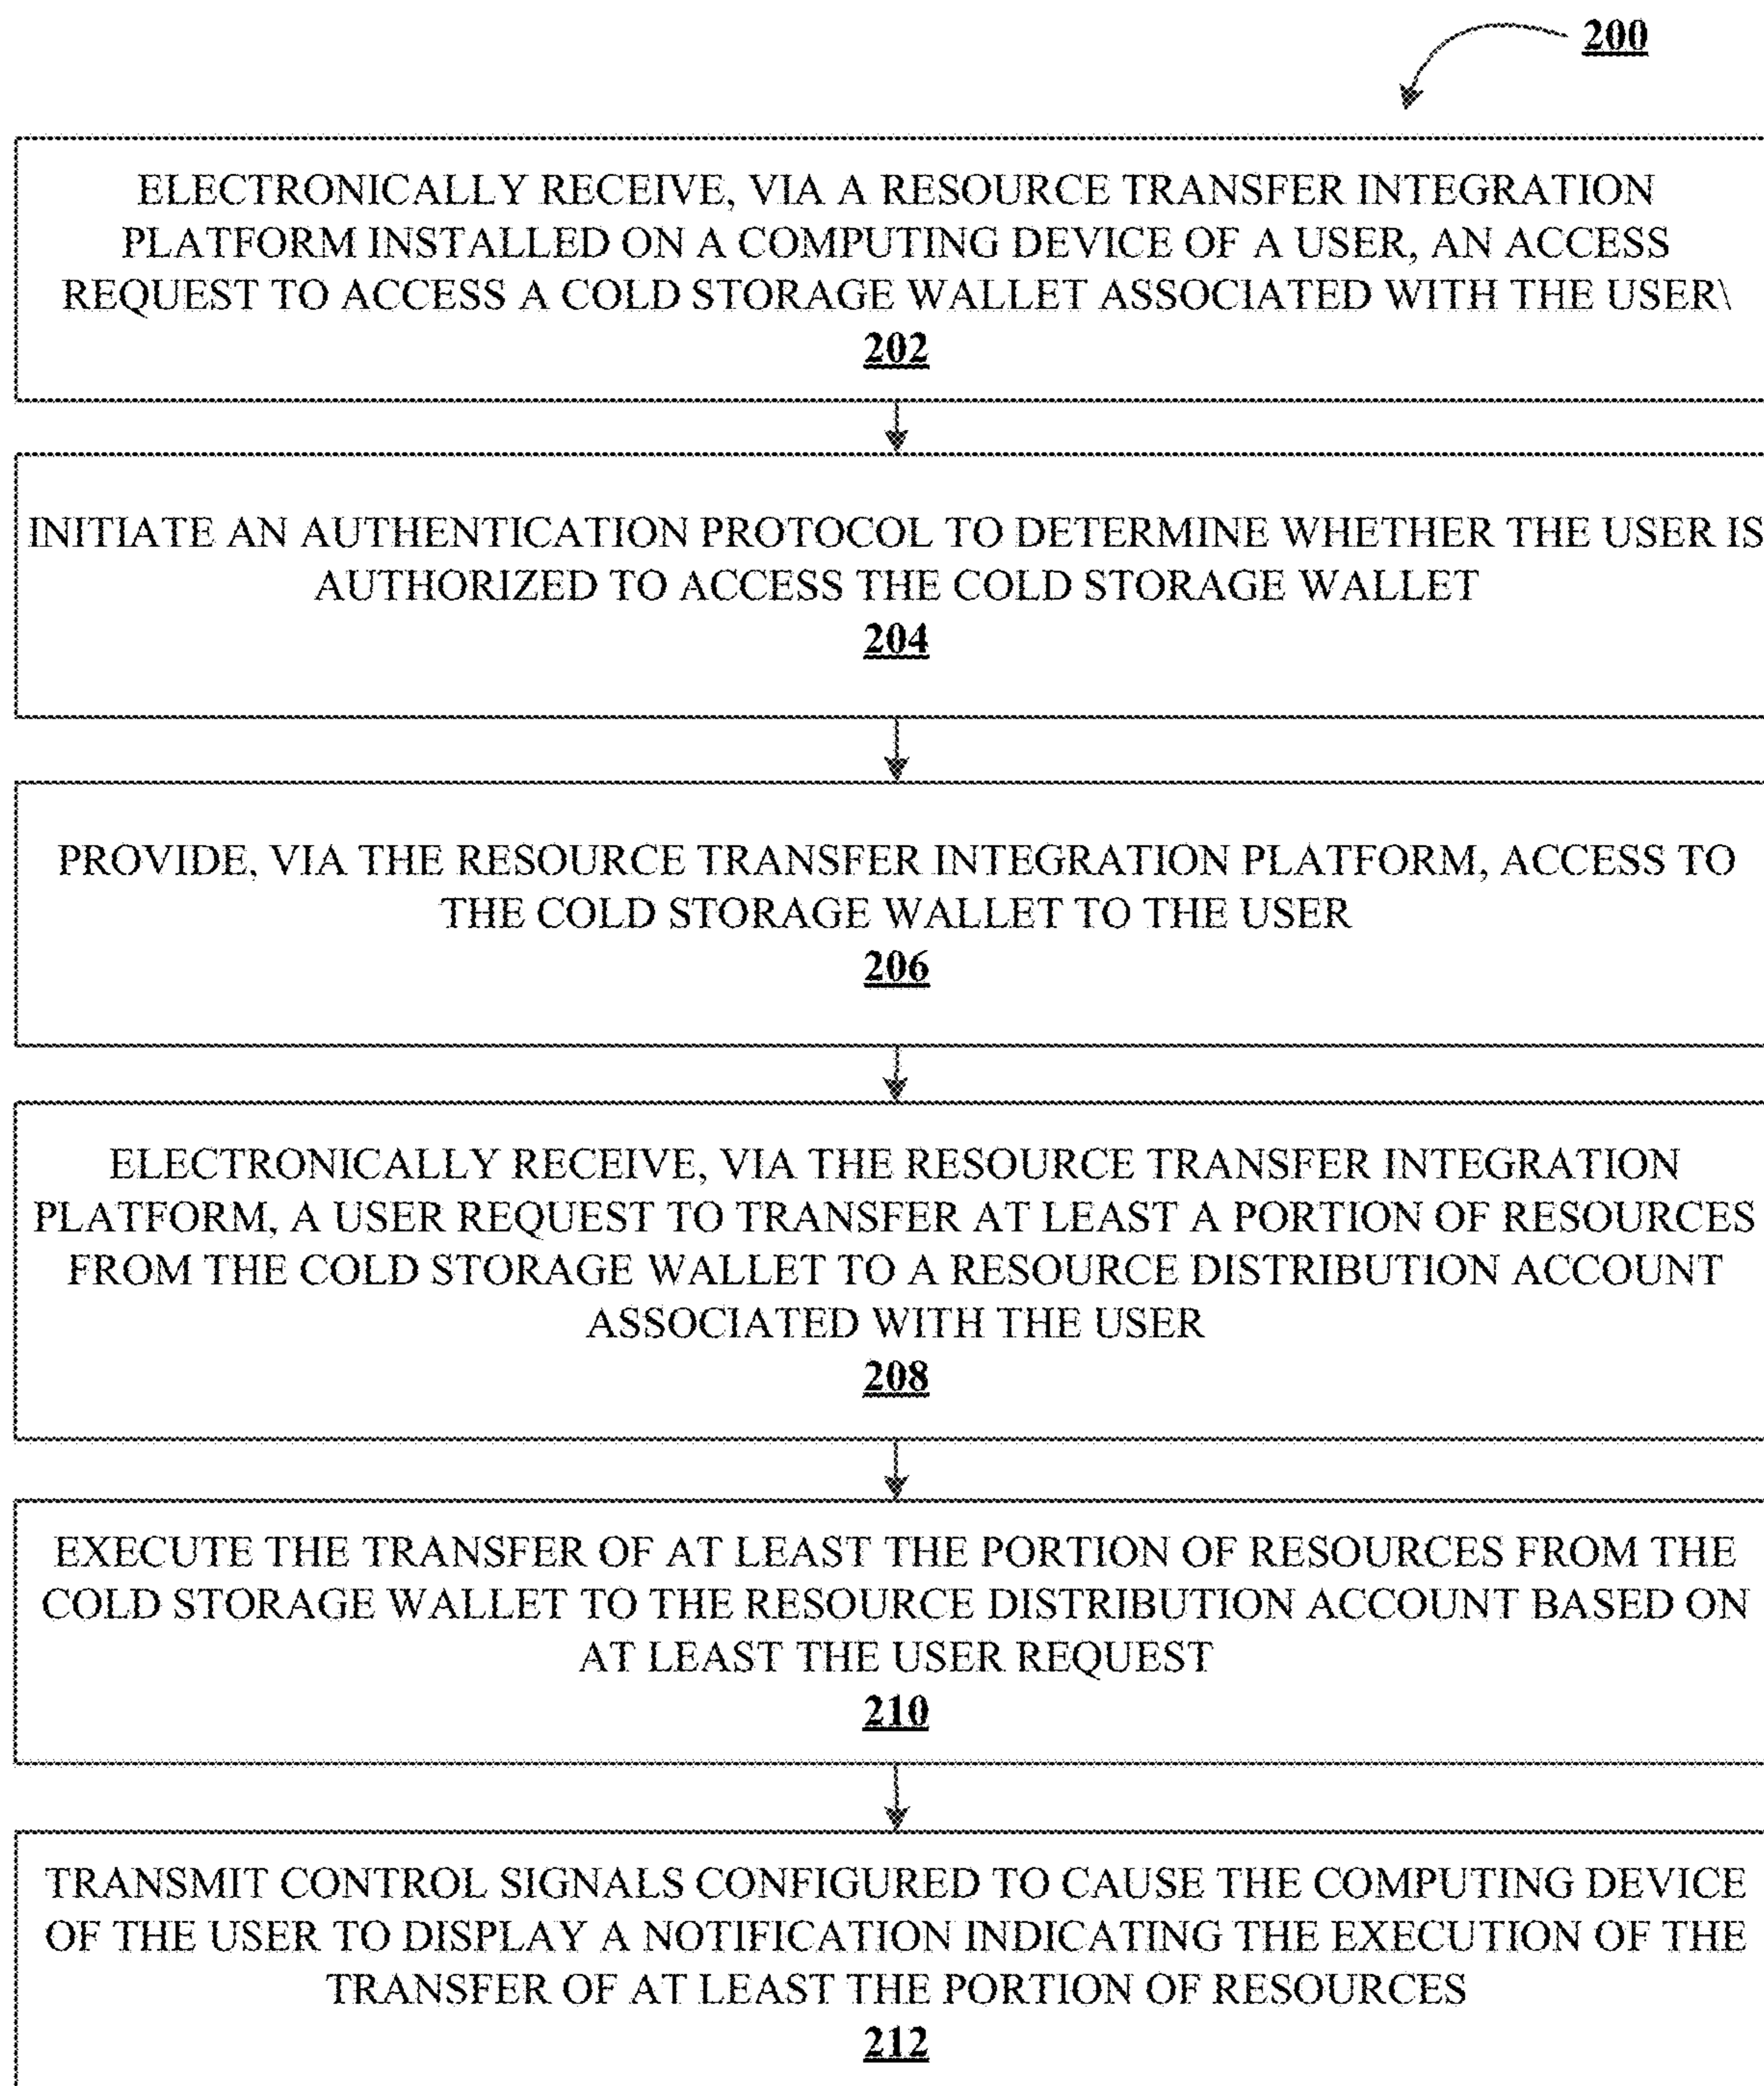 200
ELECTRONICALLY RECEIVE, VIA A RESOURCE TRANSFER INTEGRATION
PLATFORM INSTALLED ON A COMPUTING DEVICE OF A USER, AN ACCESS
REQUEST TO ACCESS A COLD STORAGE WALLET ASSOCIATED WITH THE USER\
202
INITIATE AN AUTHENTICATION PROTOCOL TO DETERMINE WHETHER THE USER IS
AUTHORIZED TO ACCESS THE COLD STORAGE WALLET
204
PROVIDE, VIA THE RESOURCE TRANSFER INTEGRATION PLATFORM, ACCESS TO
THE COLD STORAGE WALLET TO THE USER
206
ELECTRONICALLY RECEIVE, VIA THE RESOURCE TRANSFER INTEGRATION
PLATFORM, A USER REQUEST TO TRANSFER AT LEAST A PORTION OF RESOURCES
FROM THE COLD STORAGE WALLET TO A RESOURCE DISTRIBUTION ACCOUNT
ASSOCIATED WITH THE USER
208
EXECUTE THE TRANSFER OF AT LEAST THE PORTION OF RESOURCES FROM THE
COLD STORAGE WALLET TO THE RESOURCE DISTRIBUTION ACCOUNT BASED ON
AT LEAST THE USER REQUEST
210
TRANSMIT CONTROL SIGNALS CONFIGURED TO CAUSE THE COMPUTING DEVICE
OF THE USER TO DISPLAY A NOTIFICATION INDICATING THE EXECUTION OF THE
TRANSFER OF AT LEAST THE PORTION OF RESOURCES
212